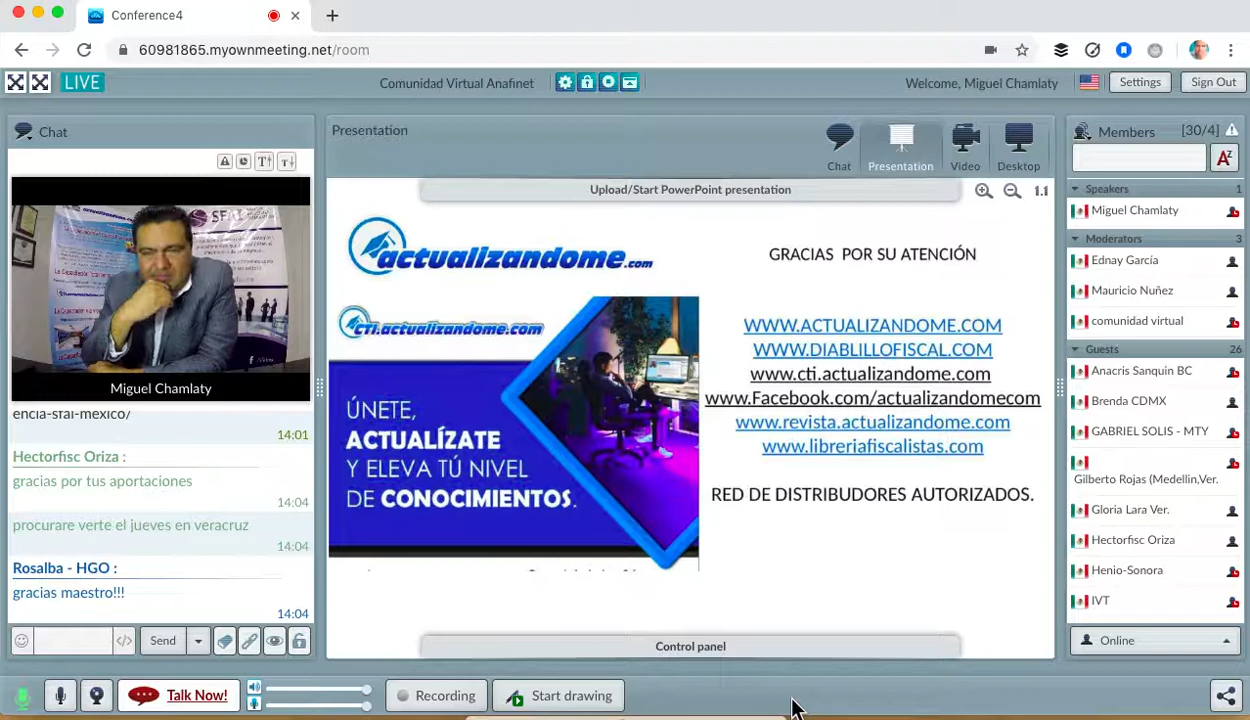 Conference4
60981865.myownmeeting.net/room
LIVE
Comunidad Virtual Anafinet
Welcome, Miguel Chamlaty
Settings
Sign Out
Chat
T
T
SFAI
Miguel Chamlaty
encia-sfai-mexico/
14:01
Hectorfisc Oriza :
gracias por tus aportaciones
14:04
procurare verte el jueves en veracruz
14:04
Rosalba - HGO :
gracias maestro!!!
14:04
Send
Talk Now!
Recording
Start drawing
Presentation
Chat
Presentation
Video
Desktop
Upload/Start PowerPoint presentation
1:1
actualizandome.com
cti.actualizandome.com
ÚNETE,
ACTUALÍZATE
Y ELEVA TÚ NIVEL
DE CONOCIMIENTOS.
GRACIAS POR SU ATENCIÓN
WWW.ACTUALIZANDOME.COM
WWW.DIABLILLOFISCAL.COM
www.cti.actualizandome.com
www.Facebook.com/actualizandomecom
www.revista.actualizandome.com
www.libreriafiscalistas.com
RED DE DISTRIBUDORES AUTORIZADOS.
Control panel
Members
[30/4]
AZ
Speakers 1
Miguel Chamlaty
Moderators 3
Ednay García
Mauricio Nuñez
comunidad virtual
Guests 26
Anacris Sanquin BC
Brenda CDMX
GABRIEL SOLIS - MTY
Gilberto Rojas (Medellin,Ver.
Gloria Lara Ver.
Hectorfisc Oriza
Henio-Sonora
IVT
Online